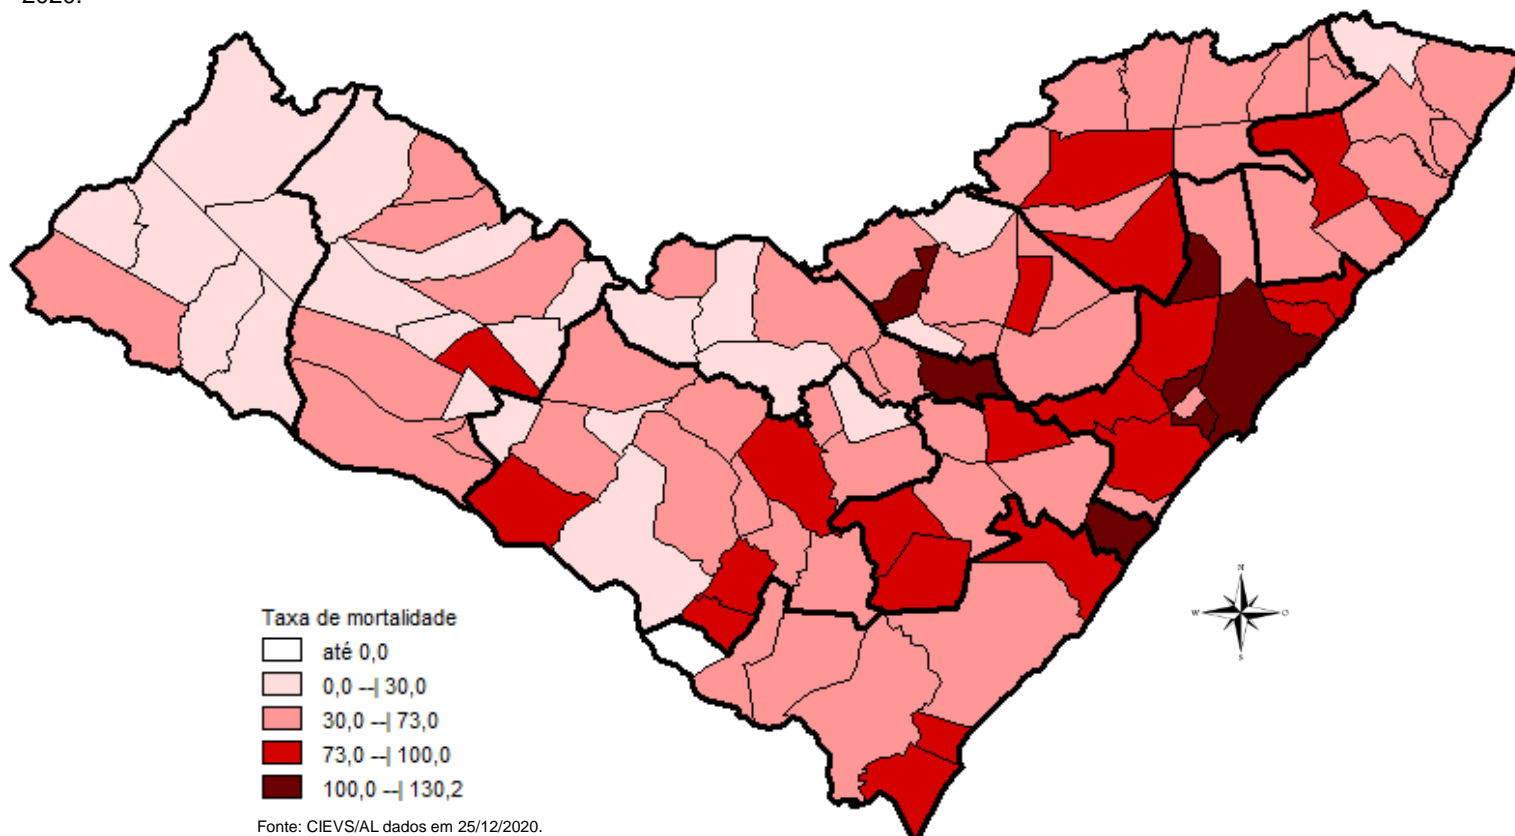 2020.
N
W
O
S
Taxa de mortalidade
até 0,0
0,0 --| 30,0
30,0 --| 73,0
73,0 --| 100,0
100,0 --| 130,2
Fonte: CIEVS/AL dados em 25/12/2020.